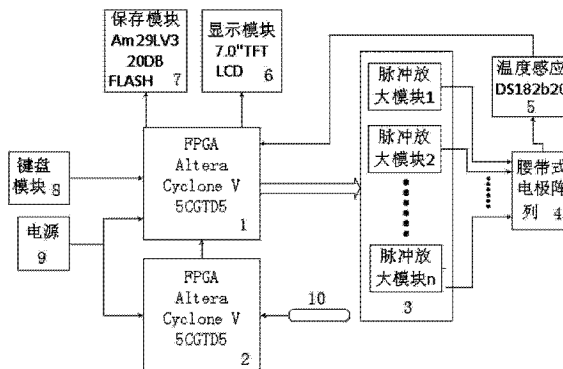 保存模块
Am29LV3
20DB
FLASH
7
显示模块
7.0"TFT
LCD
6
脉冲放
大模块1
温度感应
DS182b20
5
FPGA
Altera
Cyclone V
5CGTD5
1
键盘
模块 8
脉冲放
大模块2
腰带式
电极阵
列 4
电源
9
FPGA
Altera
Cyclone V
5CGTD5
2
10
脉冲放
大模块n
3